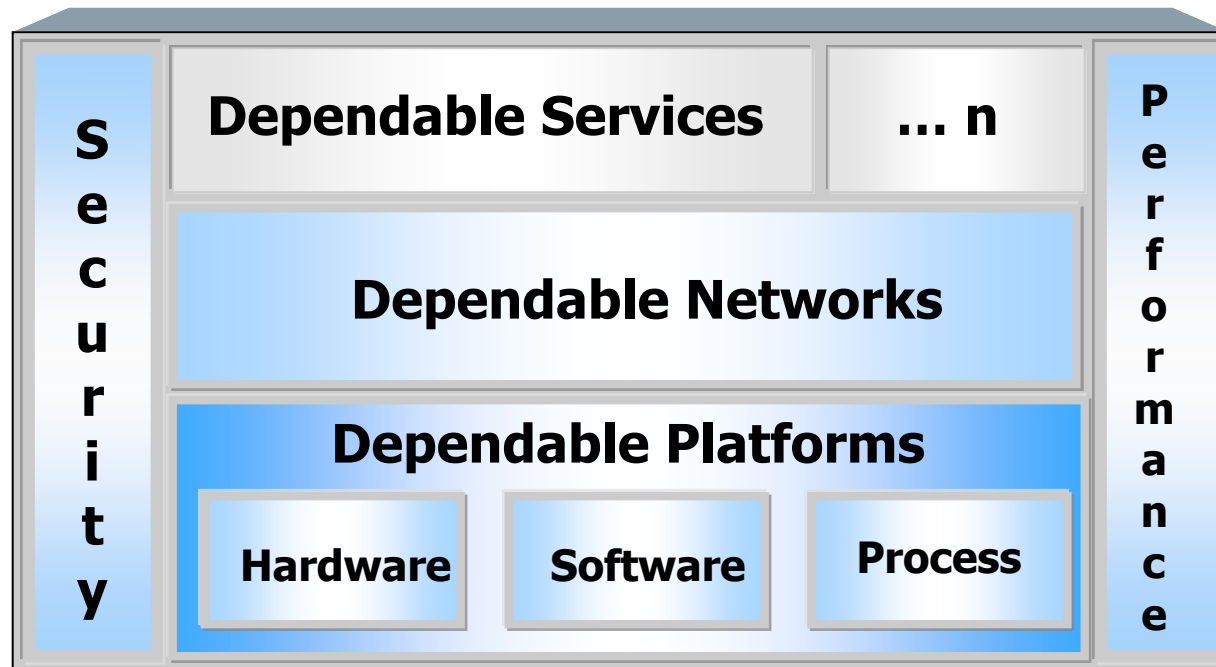 Security
Dependable Services
... n
Performance
Dependable Networks
Dependable Platforms
Hardware
Software
Process